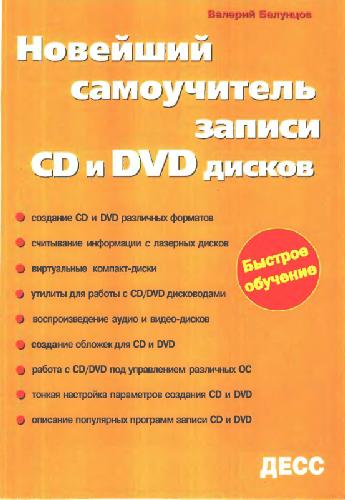 Валерий Белунцов
Новейший
самоучитель
записи
CD и DVD дисков
создание CD и DVD различных форматов
считывание информации с лазерных дисков
виртуальные компакт-диски
утилиты для работы с CD/DVD дисководами
воспроизведение аудио и видео-дисков
создание обложек для CD и DVD
работа с CD/DVD под управлением различных ОС
тонкая настройка параметров создания CD и DVD
описание популярных программ записи CD и DVD
Быстрое
обучение
ДЕСС